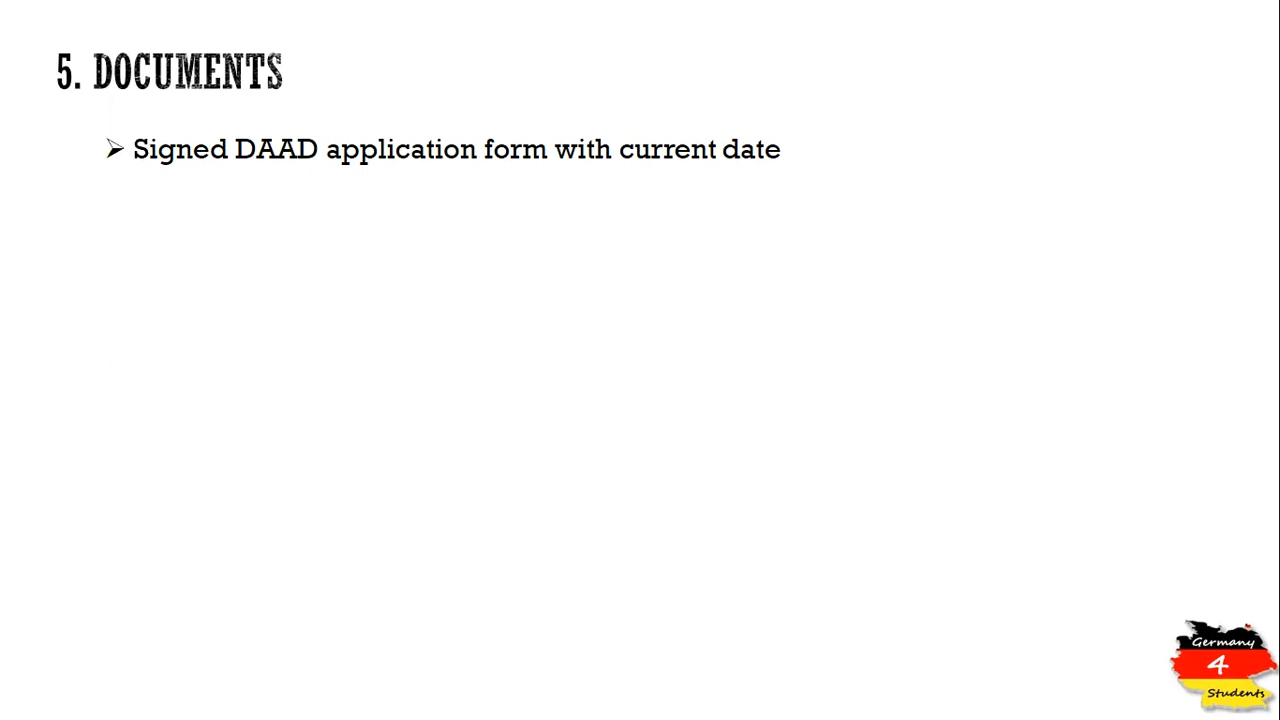 5. DOCUMENTS
Signed DAAD application form with current date
Germany
4
Students